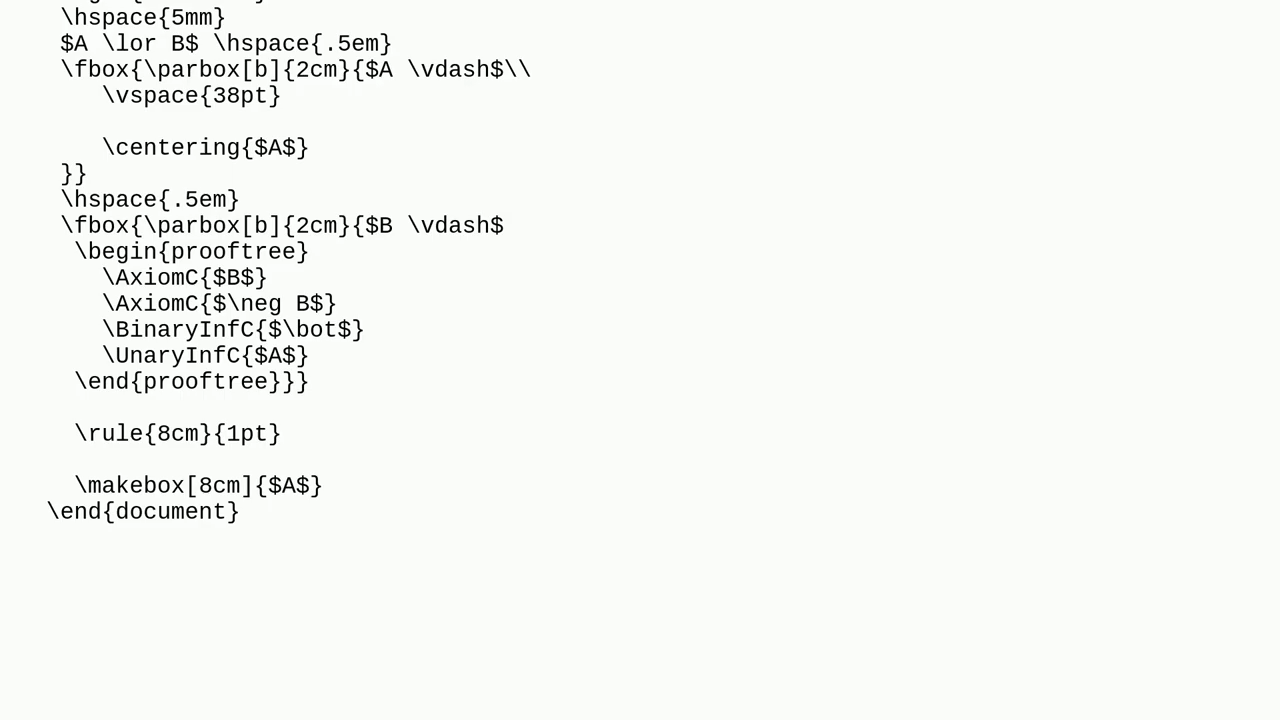 \hspace{5mm}
$A \lor B$ \hspace{.5em}
\fbox{\parbox[b]{2cm}{$A \vdash$\\
\vspace{38pt}
\centering{$A$}
}}
\hspace{.5em}
\fbox{\parbox[b]{2cm}{$B \vdash$
\begin{prooftree}
\AxiomC{$B$}
\AxiomC{$\neg B$}
\BinaryInfC{$\bot$}
\UnaryInfC{$A$}
\end{prooftree}}}
\rule{8cm}{1pt}
\makebox[8cm]{$A$}
\end{document}